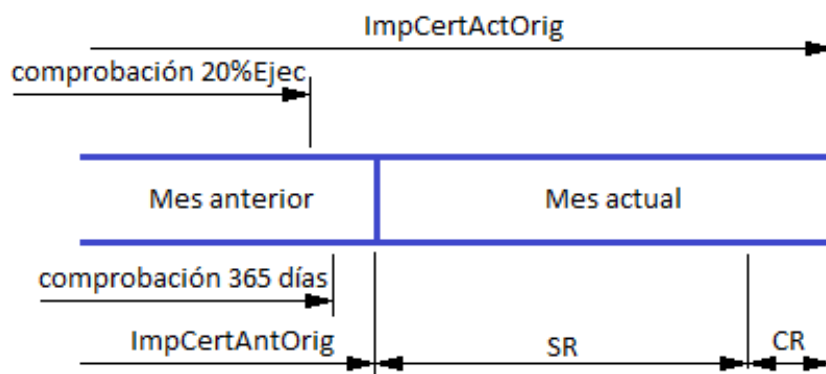 ImpCertActOrig
comprobación 20%Ejec
Mes anterior
Mes actual
comprobación 365 días
ImpCertAntOrig
SR
CR